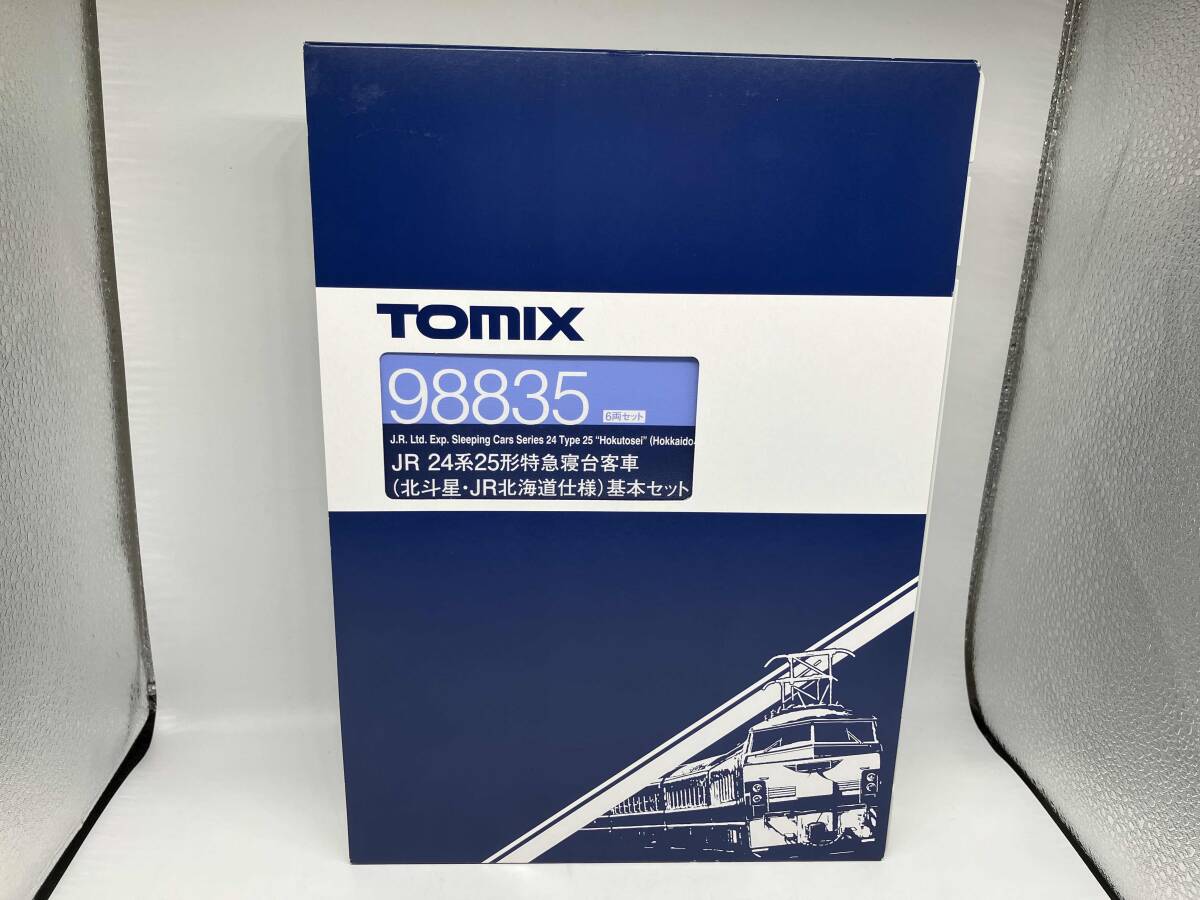 TOMIX
98835 6両セット
J.R. Ltd. Exp. Sleeping Cars Series 24 Type 25 "Hokutosei" (Hokkaido
JR 24系25形特急寝台客車
(北斗星・JR北海道仕様)基本セット